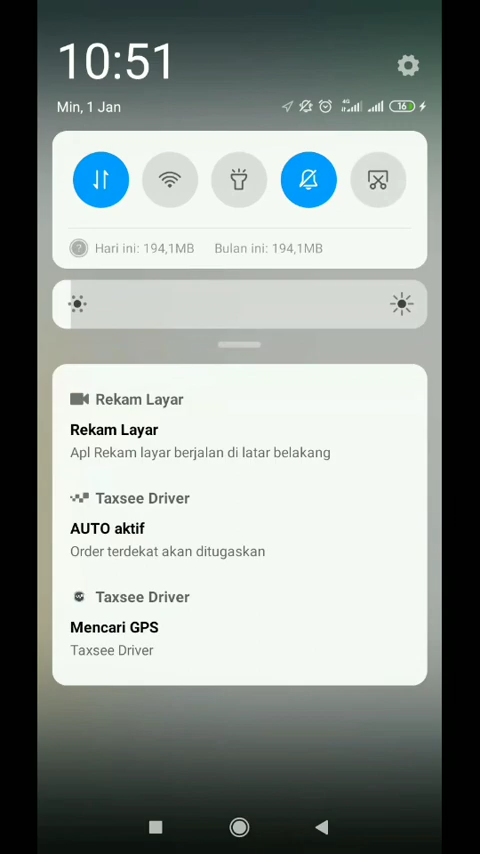 10:51
Min, 1 Jan
4G
16
Hari ini: 194,1MB Bulan ini: 194,1MB
Rekam Layar
Rekam Layar
Apl Rekam layar berjalan di latar belakang
Taxsee Driver
AUTO aktif
Order terdekat akan ditugaskan
Taxsee Driver
Mencari GPS
Taxsee Driver